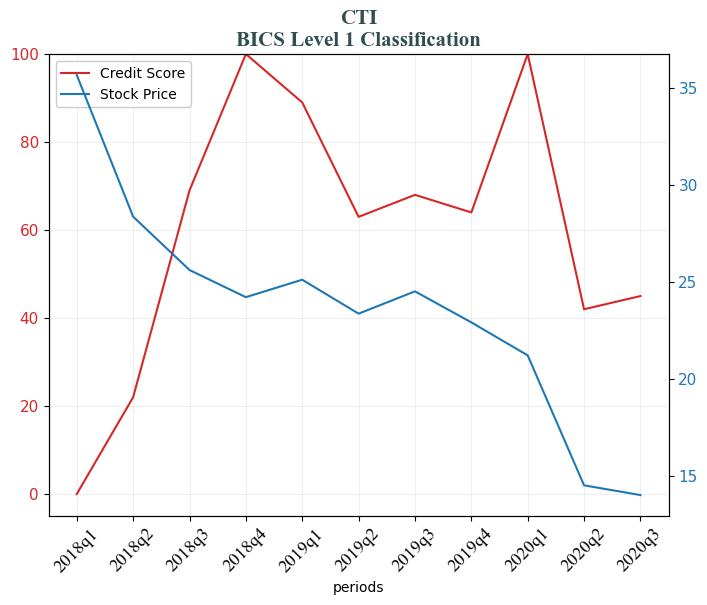 CTI
BICS Level 1 Classification
Credit Score
Stock Price
100
80
60
40
20
0
35
30
25
20
15
2018q1
2018q2
2018q3
2018q4
2019q1
2019q2
2019q3
2019q4
2020q1
2020q2
2020q3
periods